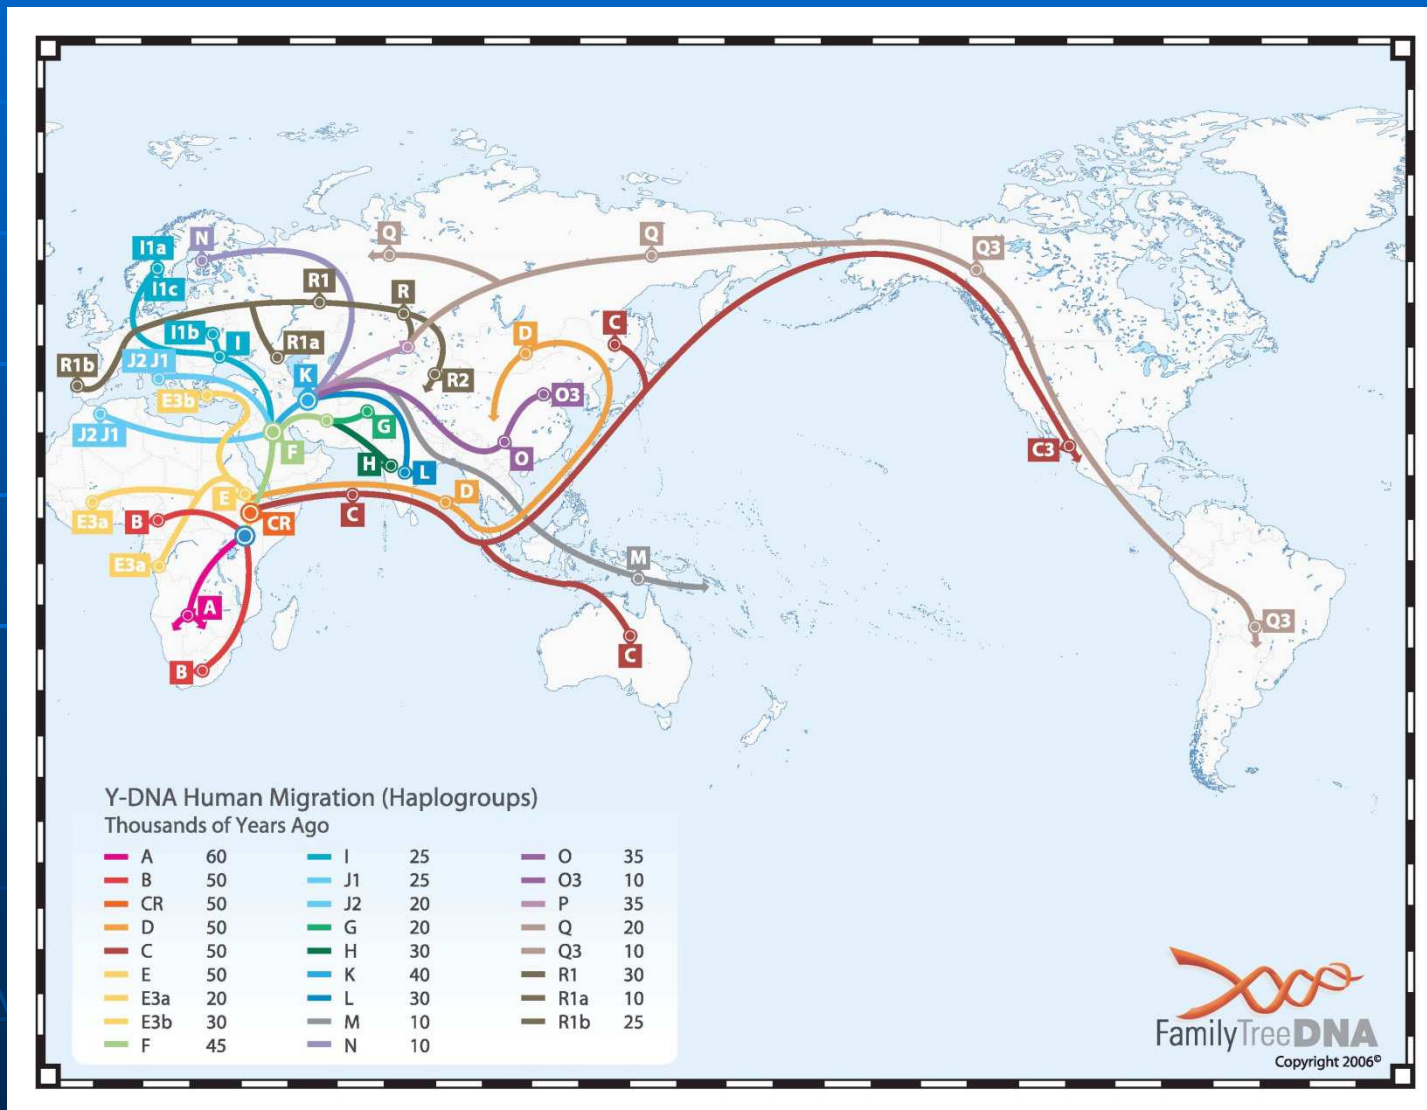 I1a
N
Q
Q
Q3
I1c
R1
R
I1b
I
R1a
D
C
J2 J1
R1b
K
R2
E3b
O3
J2 J1
F
G
C3
H
L
O
E
D
E3a
B
CR
C
E3a
M
A
Q3
B
C
Y-DNA Human Migration (Haplogroups)
Thousands of Years Ago
A 60
B 50
CR 50
D 50
C 50
E 50
E3a 20
E3b 30
F 45
I 25
J1 25
J2 20
G 20
H 30
K 40
L 30
M 10
N 10
O 35
O3 10
P 35
Q 20
Q3 10
R1 30
R1a 10
R1b 25
FamilyTreeDNA
Copyright 2006©